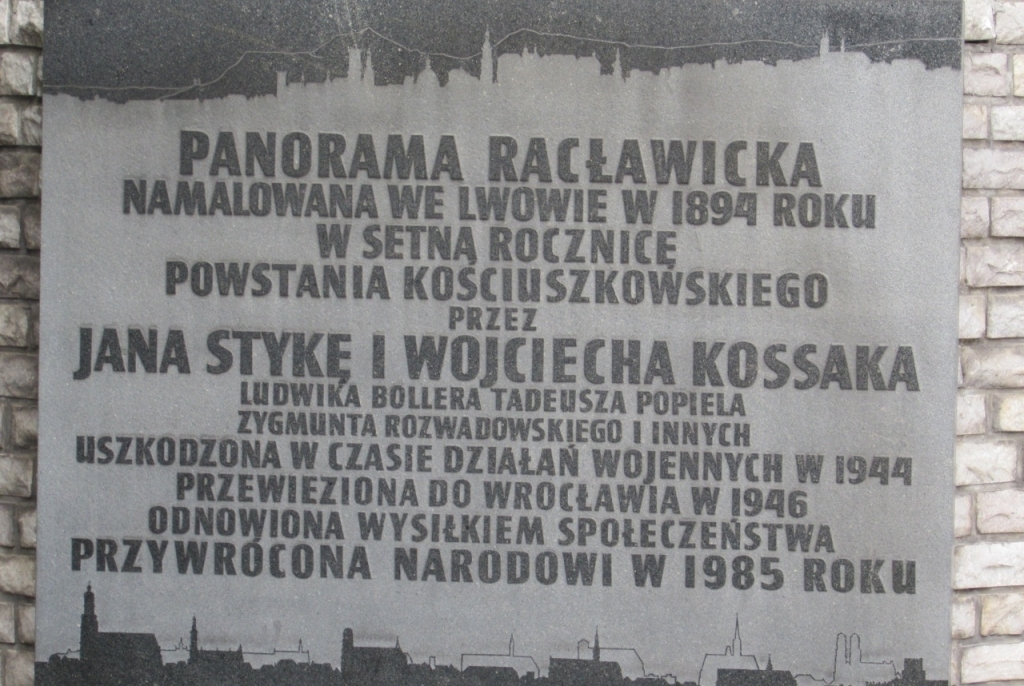 PANORAMA RACŁAWICKA
NAMALOWANA WE LWOWIE W 1894 ROKU
W SETNĄ ROCZNICĘ
POWSTANIA KOŚCIUSZKOWSKIEGO
PRZEZ
JANA STYKĘ I WOJCIECHA KOSSAKA
LUDWIKA BOLLERA TADEUSZA POPIELA
ZYGMUNTA ROZWADOWSKIEGO I INNYCH
USZKODZONA W CZASIE DZIAŁAŃ WOJENNYCH W 1944
PRZEWIEZIONA DO WROCŁAWIA W 1946
ODNOWIONA WYSIŁKIEM SPOŁECZEŃSTWA
PRZYWRÓCONA NARODOWI W 1985 ROKU